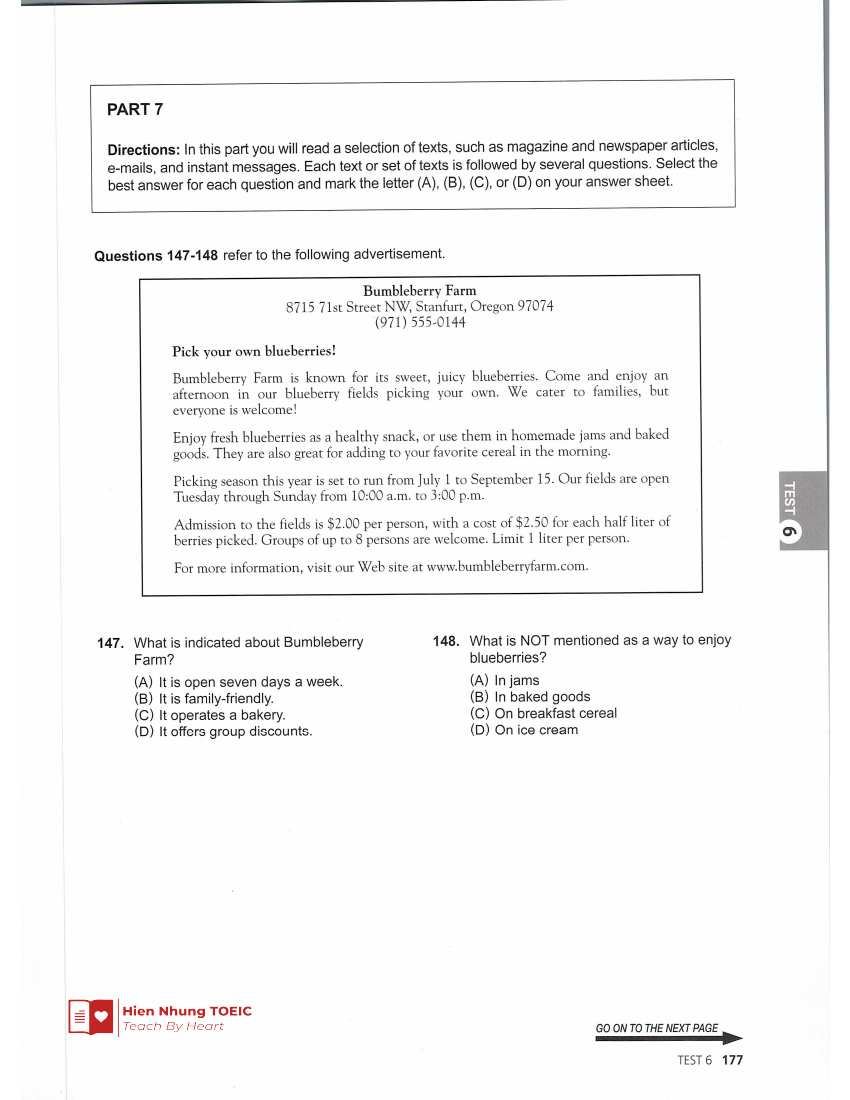 PART 7
Directions: In this part you will read a selection of texts, such as magazine and newspaper articles,
e-mails, and instant messages. Each text or set of texts is followed by several questions. Select the
best answer for each question and mark the letter (A), (B), (C), or (D) on your answer sheet.
Questions 147-148 refer to the following advertisement.
Bumbleberry Farm
8715 71st Street NW, Stanfurt, Oregon 97074
(971) 555-0144
Pick your own blueberries!
Bumbleberry Farm is known for its sweet, juicy blueberries. Come and enjoy an
afternoon in our blueberry fields picking your own. We cater to families, but
everyone is welcome!
Enjoy fresh blueberries as a healthy snack, or use them in homemade jams and baked
goods. They are also great for adding to your favorite cereal in the morning.
Picking season this year is set to run from July 1 to September 15. Our fields are open
Tuesday through Sunday from 10:00 a.m. to 3:00 p.m.
Admission to the fields is $2.00 per person, with a cost of $2.50 for each half liter of
berries picked. Groups of up to 8 persons are welcome. Limit 1 liter per person.
For more information, visit our Web site at www.bumbleberryfarm.com.
TEST 6
147. What is indicated about Bumbleberry
Farm?
(A) It is open seven days a week.
(B) It is family-friendly.
(C) It operates a bakery.
(D) It offers group discounts.
148. What is NOT mentioned as a way to enjoy
blueberries?
(A) In jams
(B) In baked goods
(C) On breakfast cereal
(D) On ice cream
Hien Nhung TOEIC
Teach By Heart
GO ON TO THE NEXT PAGE
TEST 6 177